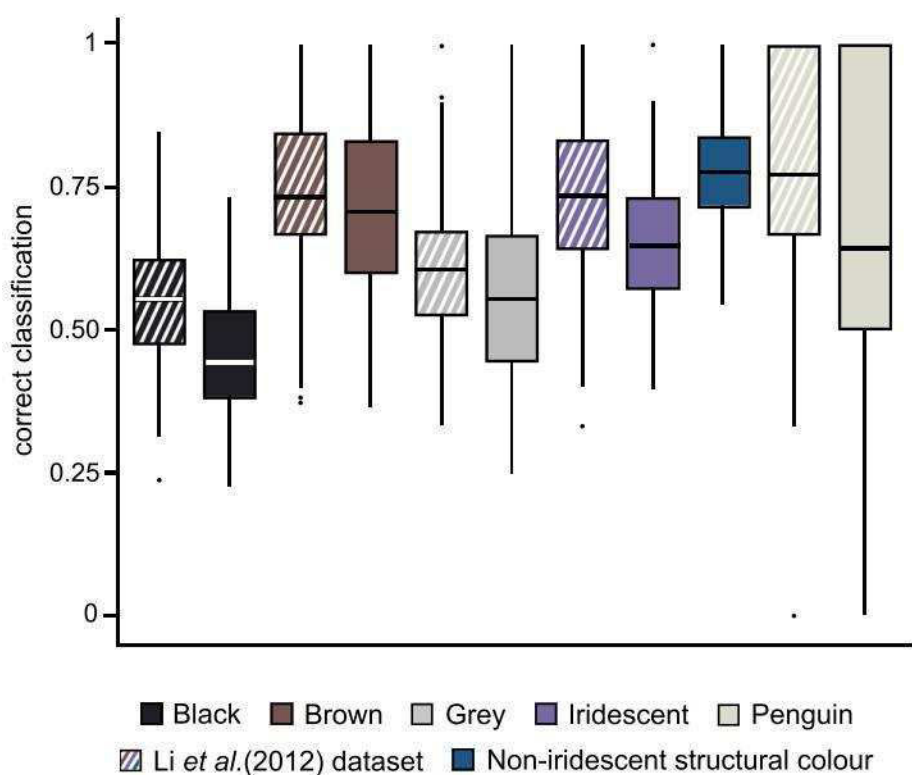 1
0.75
0.50
0.25
0
correct classification
Black Brown Grey Iridescent Penguin
Li et al.(2012) dataset Non-iridescent structural colour